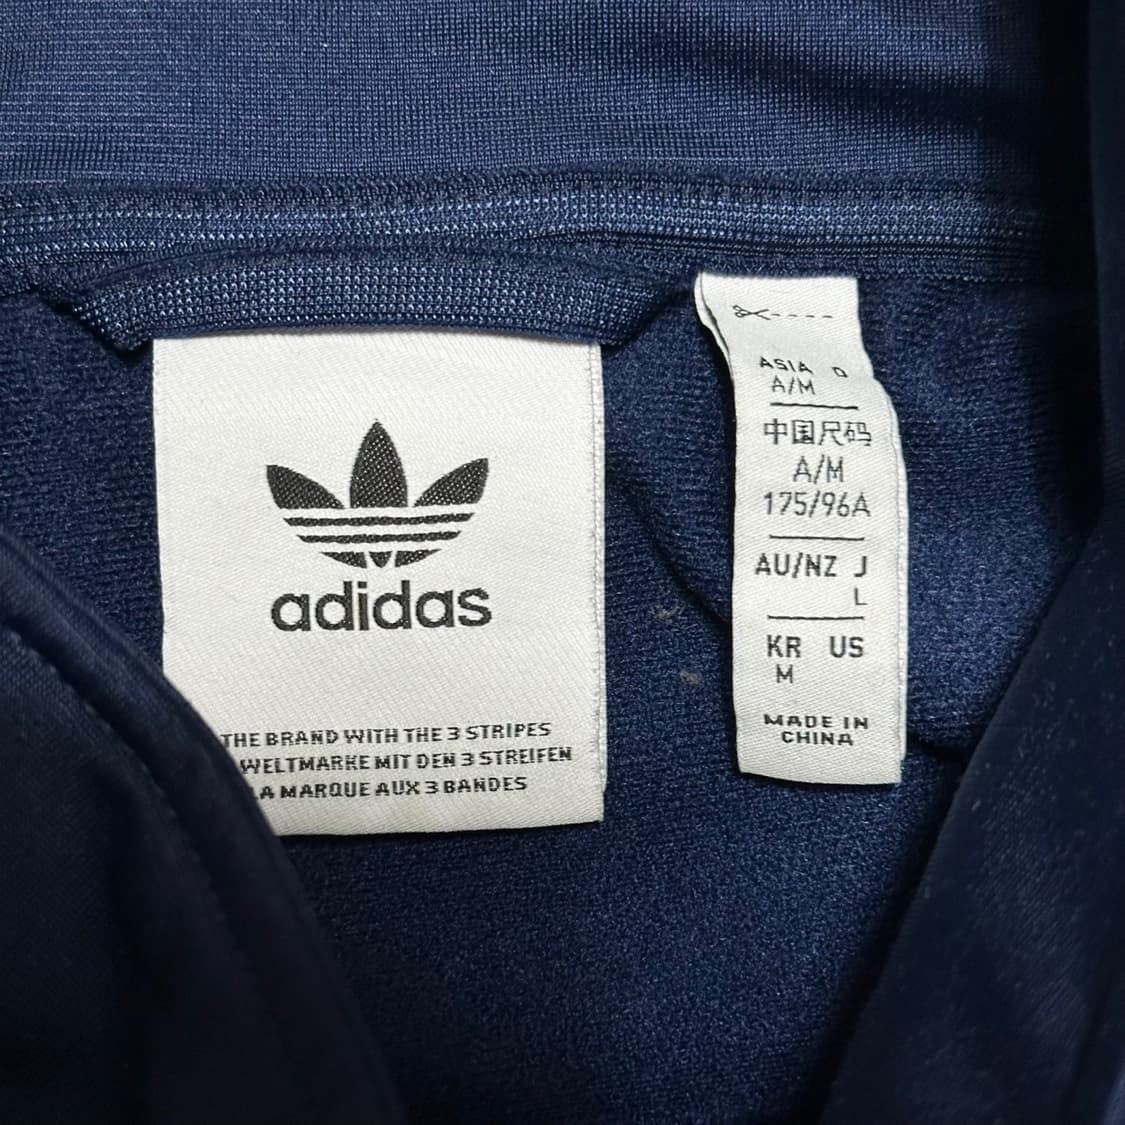 adidas
THE BRAND WITH THE 3 STRIPES
WELTMARKE MIT DEN 3 STREIFEN
LA MARQUE AUX 3 BANDES
ASIA D
A/M
中国尺码
A/M
175/96A
AU/NZ J
L
KR US
M
MADE IN
CHINA